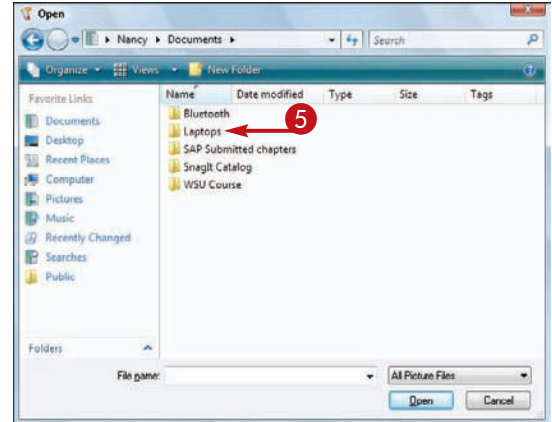 Open
Nancy Documents Search
Organize Views New Folder
Favorite Links
Name Date modified Type Size Tags
Documents
Desktop
Recent Places
Computer
Pictures
Music
Recently Changed
Searches
Public
Bluetooth
Laptops 5
SAP Submitted chapters
SnagIt Catalog
WSU Course
Folders
File name: All Picture Files
Open Cancel